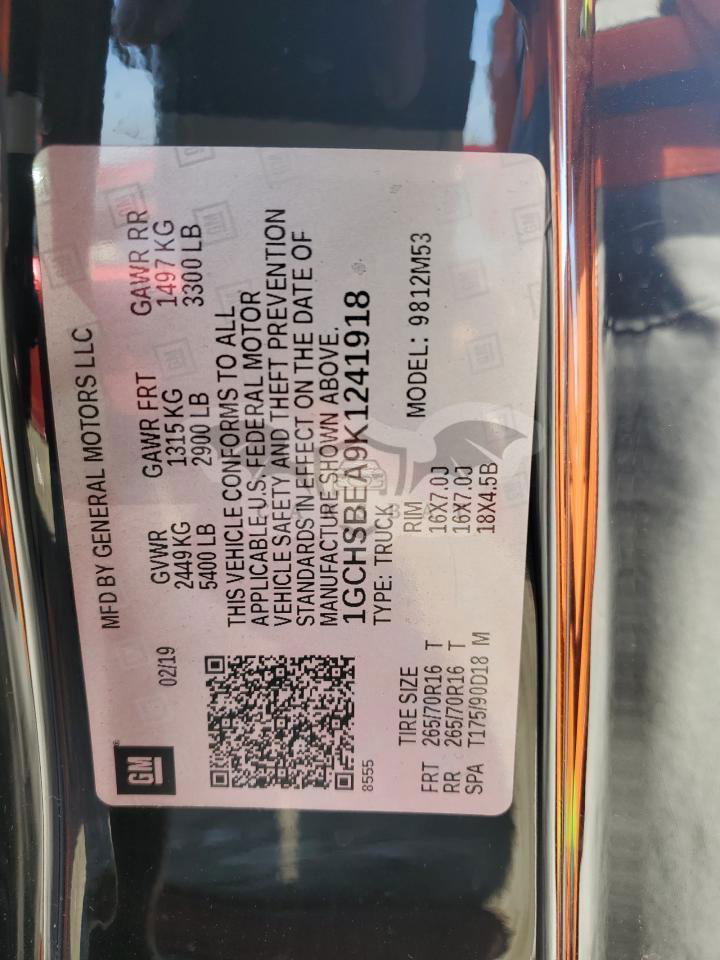 GM
02/19
MFD BY GENERAL MOTORS LLC
GVWR GAWR FRT GAWR RR
2449 KG 1315 KG 1497 KG
5400 LB 2900 LB 3300 LB
THIS VEHICLE CONFORMS TO ALL
APPLICABLE U.S. FEDERAL MOTOR
VEHICLE SAFETY AND THEFT PREVENTION
STANDARDS IN EFFECT ON THE DATE OF
MANUFACTURE SHOWN ABOVE.
1GCHSBEA9K1241918
8555
TYPE: TRUCK
MODEL: 9812M53
TIRE SIZE RIM
FRT 265/70R16 T 16X7.0J
RR 265/70R16 T 16X7.0J
SPA T175/90D18 M 18X4.5B